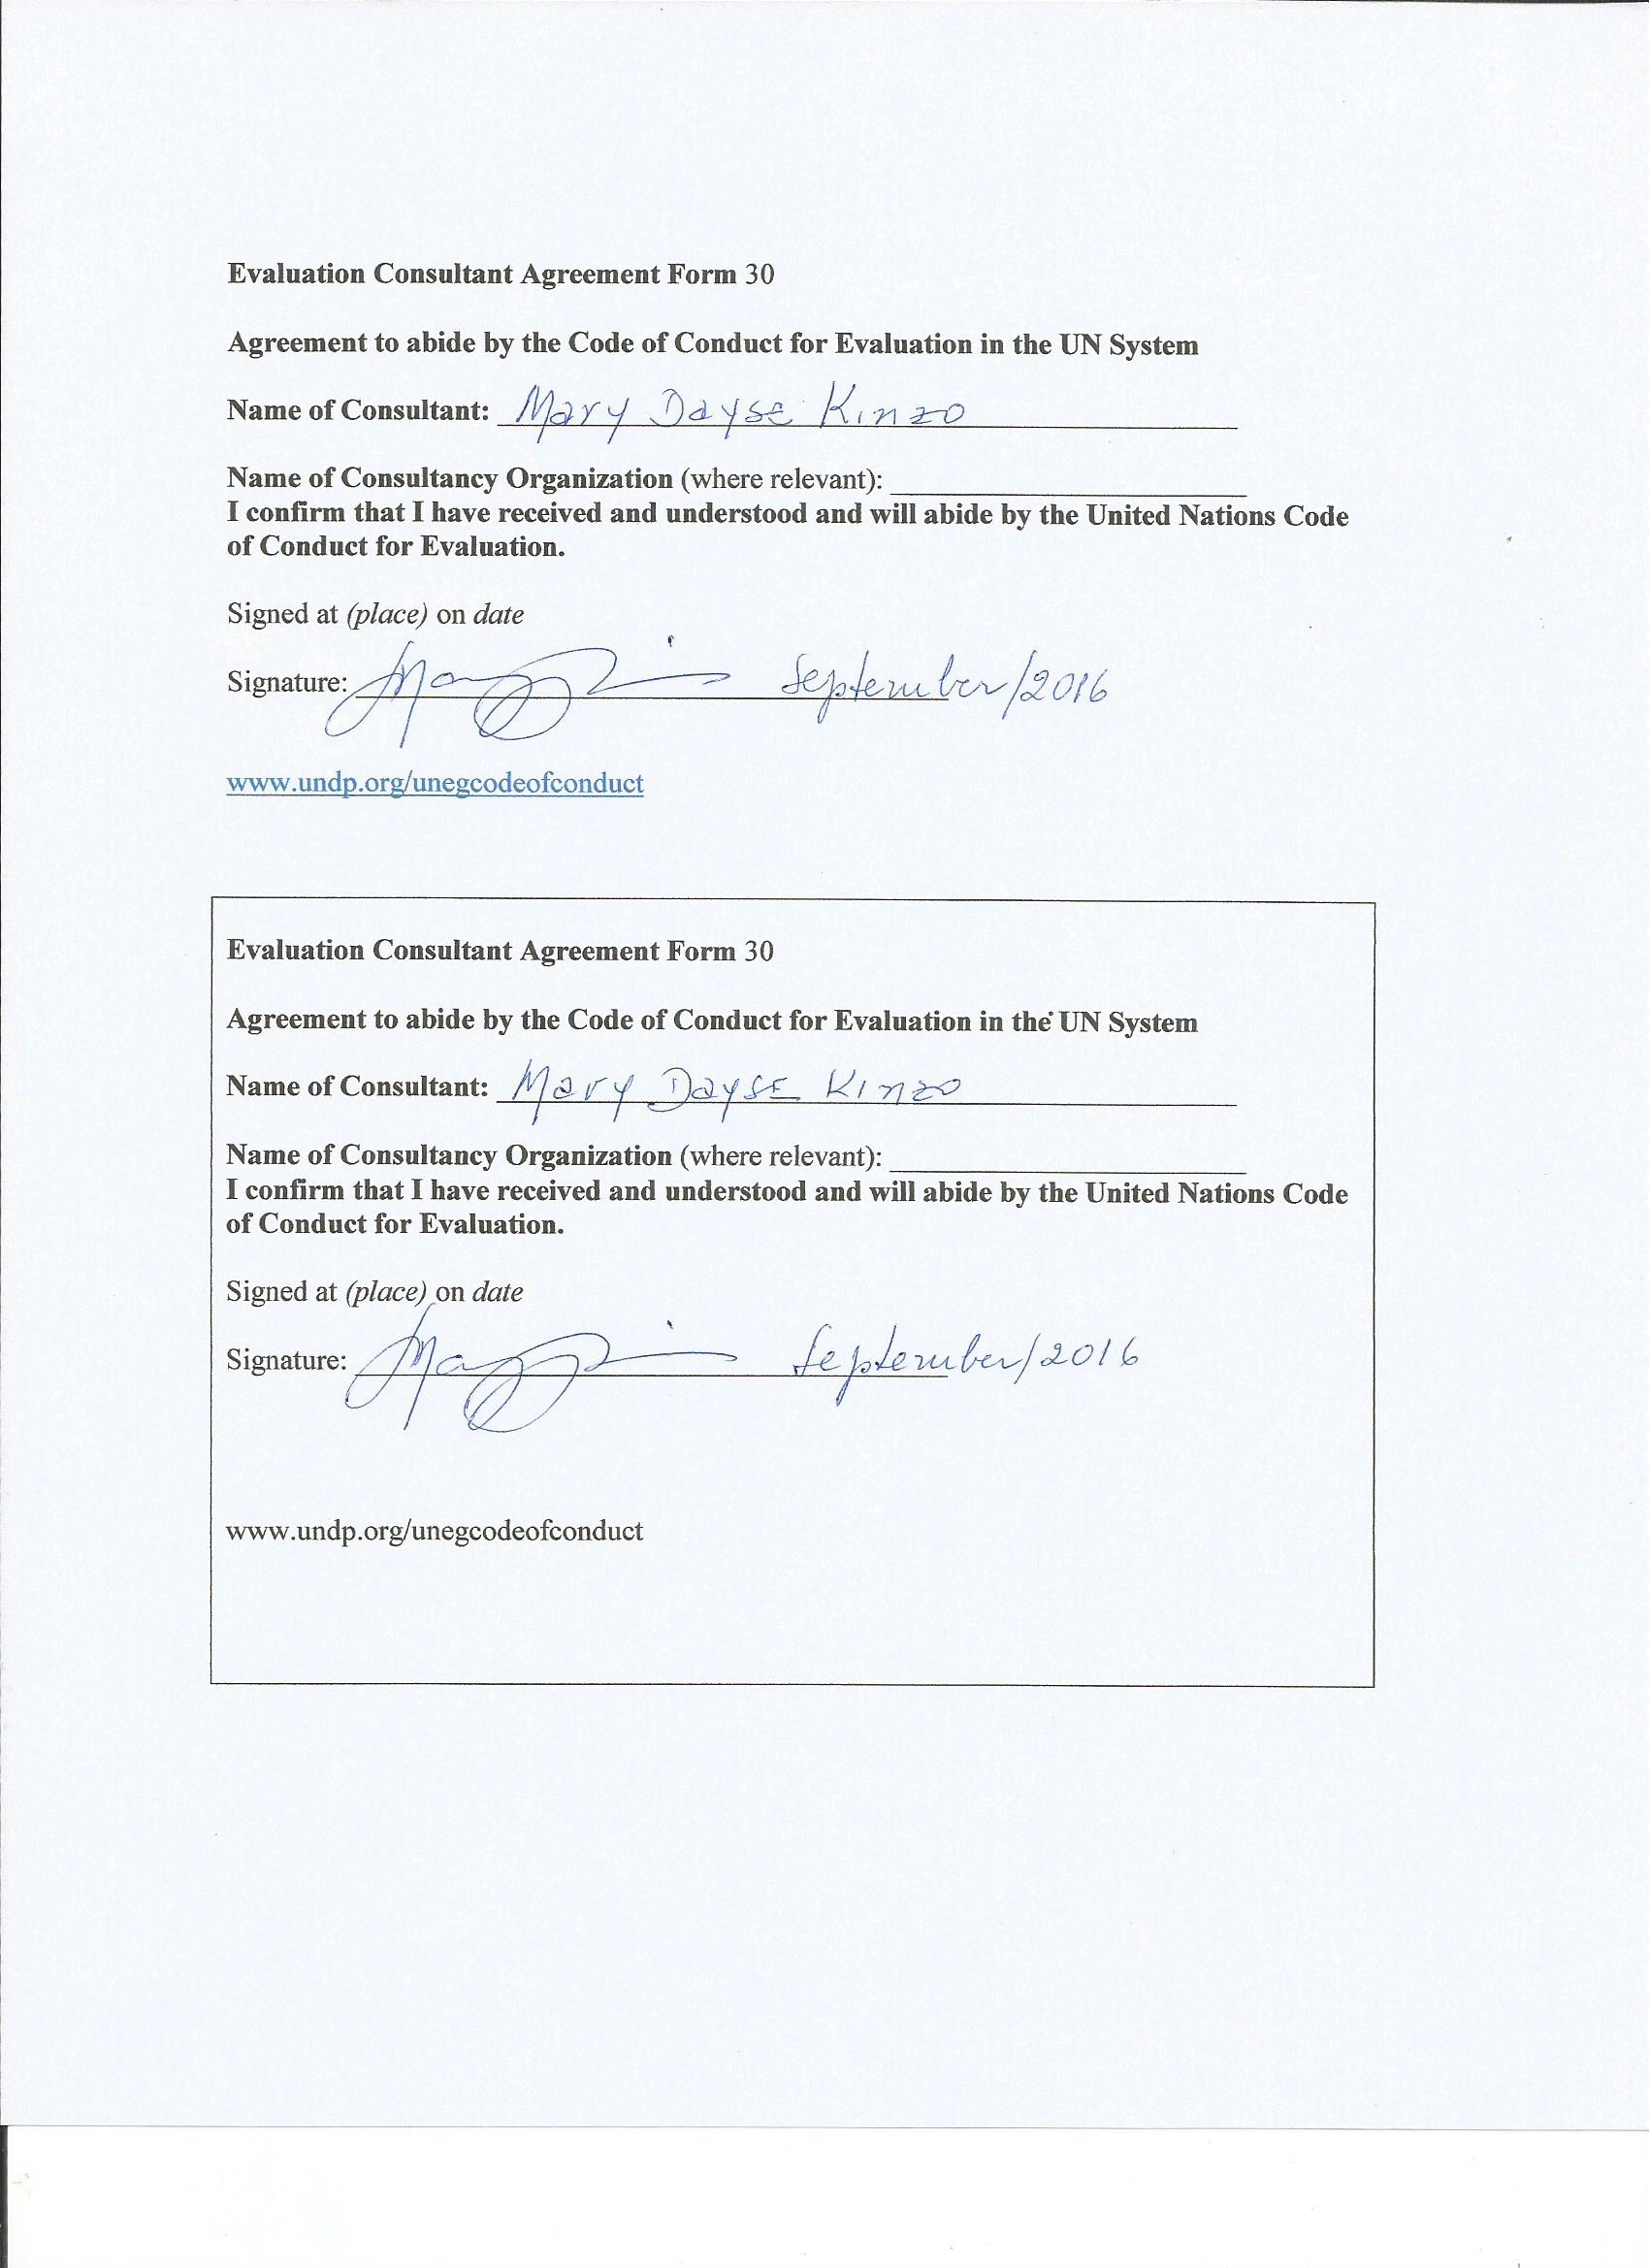 Evaluation Consultant Agreement Form 30
Agreement to abide by the Code of Conduct for Evaluation in the UN System
Name of Consultant: Mary Dayse Kinzo
Name of Consultancy Organization (where relevant):
I confirm that I have received and understood and will abide by the United Nations Code
of Conduct for Evaluation.
Signed at (place) on date
Signature: September/2016
www.undp.org/unegcodeofconduct
Evaluation Consultant Agreement Form 30
Agreement to abide by the Code of Conduct for Evaluation in the UN System
Name of Consultant: Mary Dayse Kinzo
Name of Consultancy Organization (where relevant):
I confirm that I have received and understood and will abide by the United Nations Code
of Conduct for Evaluation.
Signed at (place) on date
Signature: September/2016
www.undp.org/unegcodeofconduct